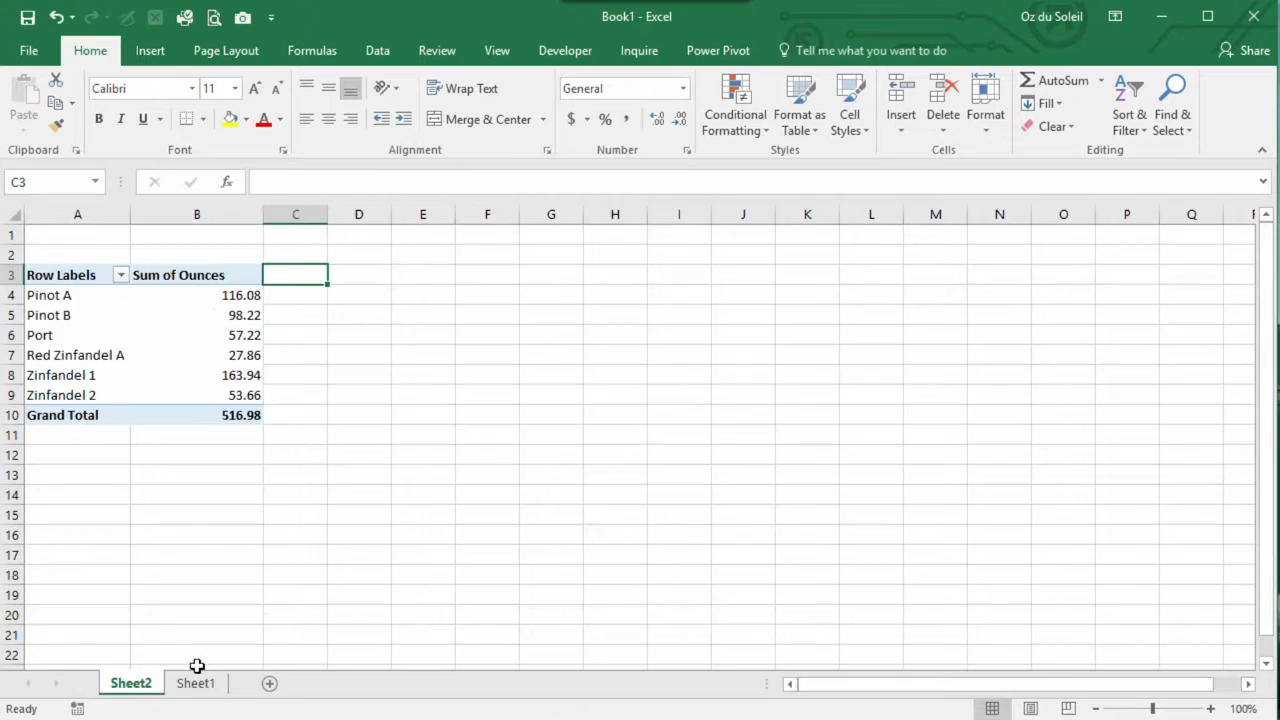 Book1 - Excel
Oz du Soleil
File Home Insert Page Layout Formulas Data Review View Developer Inquire Power Pivot Tell me what you want to do Share
Calibri 11 Wrap Text General AutoSum
Paste Merge & Center $ % , Conditional Formatting Format as Table Cell Styles Insert Delete Format Fill Clear Sort & Filter Find & Select
Clipboard Font Alignment Number Styles Cells Editing
C3 fx
A B C D E F G H I J K L M N O P Q
1
2
3 Row Labels Sum of Ounces
4 Pinot A 116.08
5 Pinot B 98.22
6 Port 57.22
7 Red Zinfandel A 27.86
8 Zinfandel 1 163.94
9 Zinfandel 2 53.66
10 Grand Total 516.98
11
12
13
14
15
16
17
18
19
20
21
22
Sheet2 Sheet1
Ready 100%